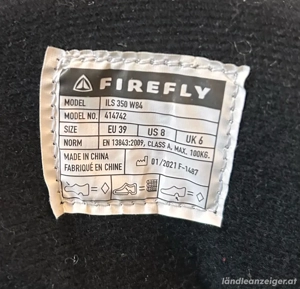 FIREFLY
MODEL ILS 350 W84
MODEL NO. 414742
SIZE EU 39 US 8 UK 6
NORM EN 13843:2009, CLASS A, MAX. 100KG.
MADE IN CHINA
FABRIQUÉ EN CHINE
01/2021 F-1487
ländleanzeiger.at